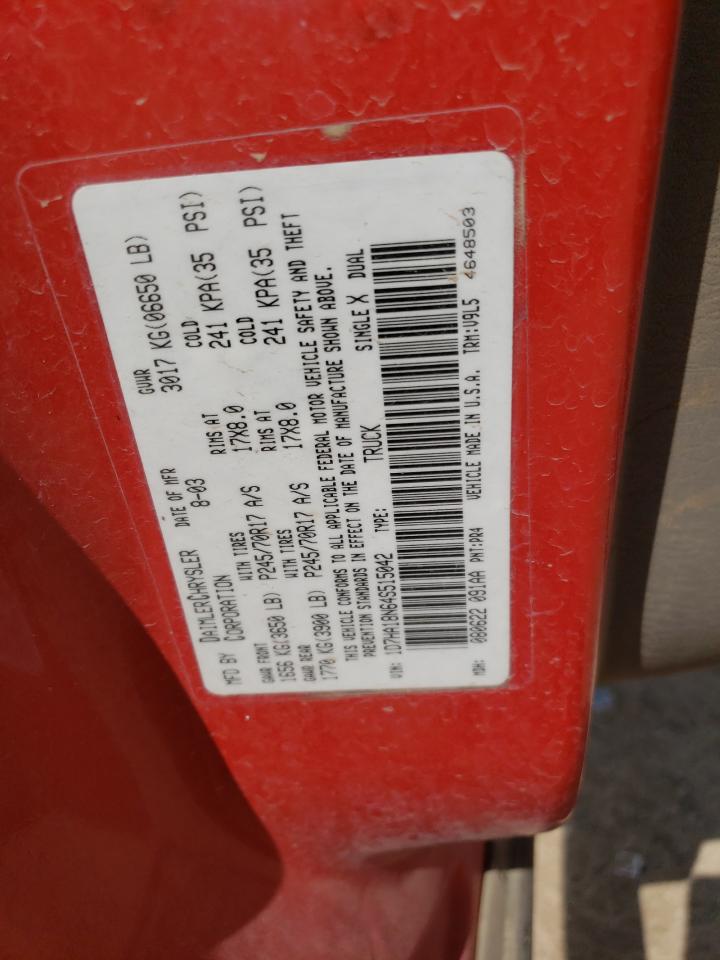 MFD BY DAIMLERCHRYSLER CORPORATION DATE OF MFR 8-03 GVWR 3017 KG(06650 LB)
GAWR FRONT WITH TIRES RIMS AT COLD
1656 KG(3650 LB) P245/70R17 A/S 17X8.0 241 KPA(35 PSI)
GAWR REAR WITH TIRES RIMS AT COLD
1770 KG(3900 LB) P245/70R17 A/S 17X8.0 241 KPA(35 PSI)
THIS VEHICLE CONFORMS TO ALL APPLICABLE FEDERAL MOTOR VEHICLE SAFETY AND THEFT
PREVENTION STANDARDS IN EFFECT ON THE DATE OF MANUFACTURE SHOWN ABOVE.
VIN: 1D7HA18N64S515042 TYPE: TRUCK SINGLE X DUAL
MDH: 080622 091AA PNT:PR4 VEHICLE MADE IN U.S.A. TRM:V9L5 4648503